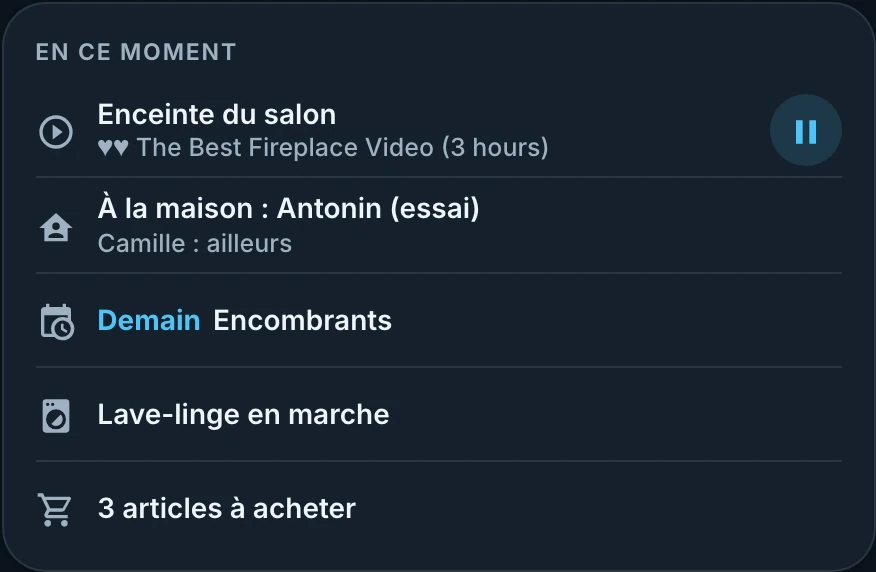 EN CE MOMENT
Enceinte du salon
♥♥ The Best Fireplace Video (3 hours)
À la maison : Antonin (essai)
Camille : ailleurs
Demain Encombrants
Lave-linge en marche
3 articles à acheter